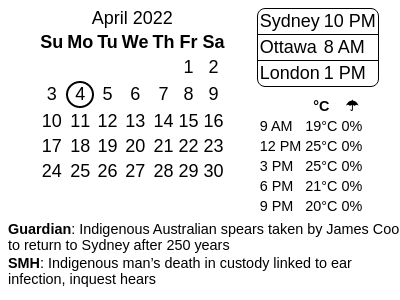 April 2022
Su Mo Tu We Th Fr Sa
1 2
3 4 5 6 7 8 9
10 11 12 13 14 15 16
17 18 19 20 21 22 23
24 25 26 27 28 29 30
Sydney 10 PM
Ottawa 8 AM
London 1 PM
°C ☂
9 AM 19°C 0%
12 PM 25°C 0%
3 PM 25°C 0%
6 PM 21°C 0%
9 PM 20°C 0%
Guardian: Indigenous Australian spears taken by James Coo
to return to Sydney after 250 years
SMH: Indigenous man’s death in custody linked to ear
infection, inquest hears